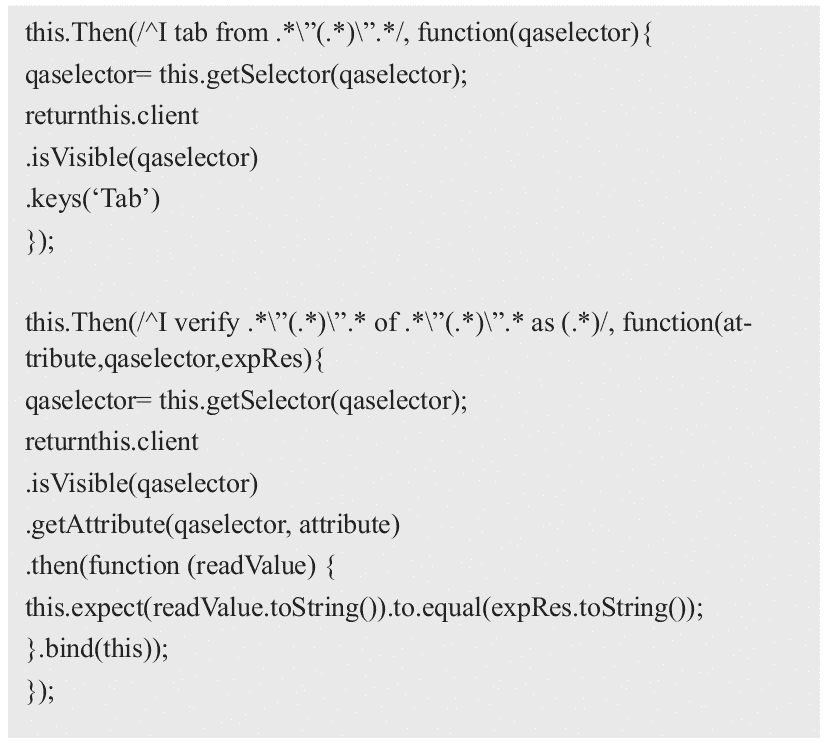 this.Then(/^I tab from .*\”(.*)\”.*/, function(qaselector){
qaselector= this.getSelector(qaselector);
returnthis.client
.isVisible(qaselector)
.keys(‘Tab’)
});
this.Then(/^I verify .*\”(.*)\”.* of .*\”(.*)\”.* as (.*)/, function(at-
tribute,qaselector,expRes){
qaselector= this.getSelector(qaselector);
returnthis.client
.isVisible(qaselector)
.getAttribute(qaselector, attribute)
.then(function (readValue) {
this.expect(readValue.toString()).to.equal(expRes.toString());
}.bind(this));
});